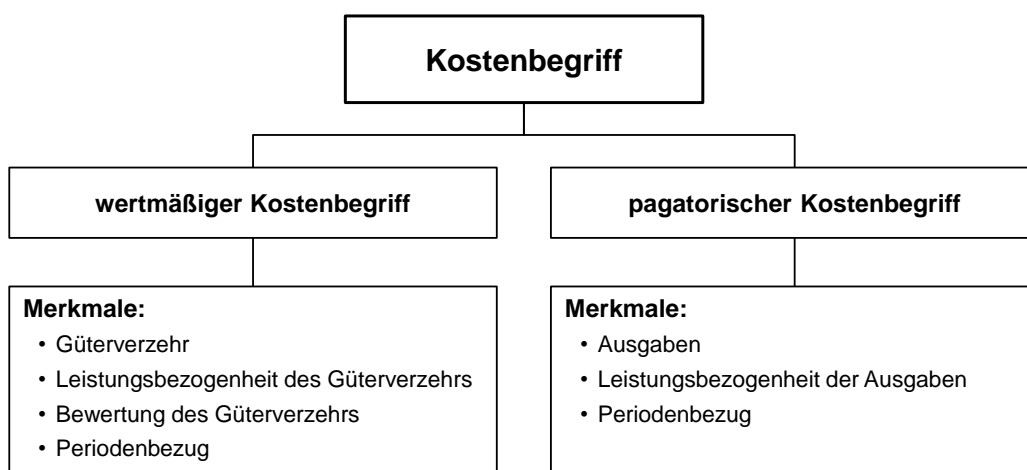 Kostenbegriff
wertmäßiger Kostenbegriff
pagatorischer Kostenbegriff
Merkmale:
• Güterverzehr
• Leistungsbezogenheit des Güterverzehrs
• Bewertung des Güterverzehrs
• Periodenbezug
Merkmale:
• Ausgaben
• Leistungsbezogenheit der Ausgaben
• Periodenbezug